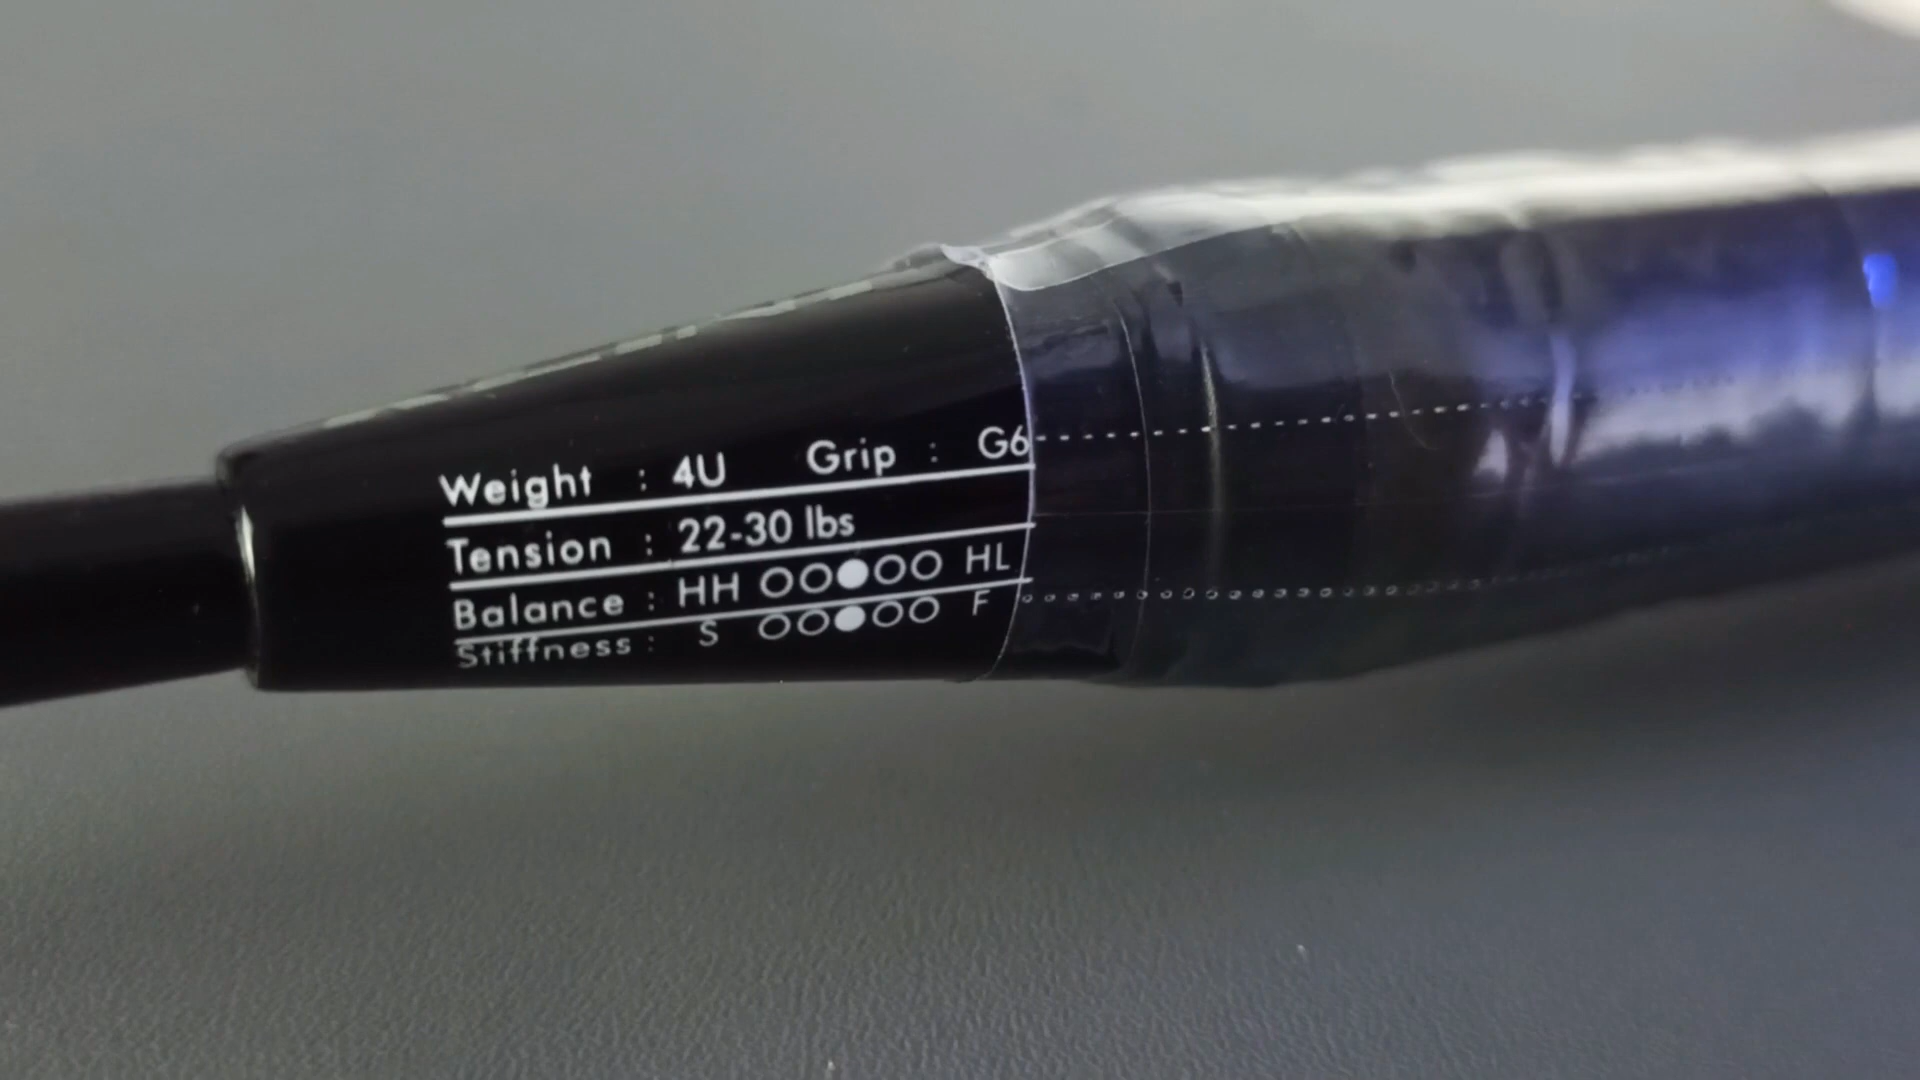 Weight : 4U Grip : G6
Tension : 22-30 lbs
Balance : HH ○○●○○ HL
Stiffness : S ○○●○○ F